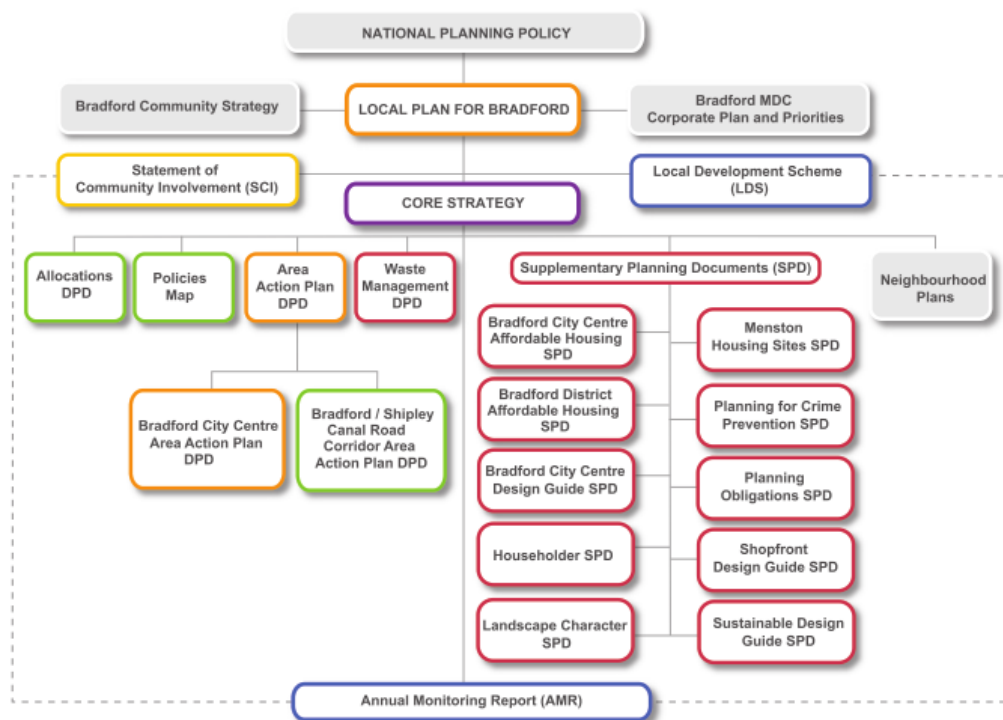 NATIONAL PLANNING POLICY
Bradford Community Strategy
LOCAL PLAN FOR BRADFORD
Bradford MDC
Corporate Plan and Priorities
Statement of
Community Involvement (SCI)
Local Development Scheme
(LDS)
CORE STRATEGY
Allocations
DPD
Policies
Map
Area
Action Plan
DPD
Waste
Management
DPD
Supplementary Planning Documents (SPD)
Neighbourhood
Plans
Bradford City Centre
Affordable Housing
SPD
Menston
Housing Sites SPD
Bradford City Centre
Area Action Plan
DPD
Bradford / Shipley
Canal Road
Corridor Area
Action Plan DPD
Bradford District
Affordable Housing
SPD
Planning for Crime
Prevention SPD
Bradford City Centre
Design Guide SPD
Planning
Obligations SPD
Householder SPD
Shopfront
Design Guide SPD
Landscape Character
SPD
Sustainable Design
Guide SPD
Annual Monitoring Report (AMR)